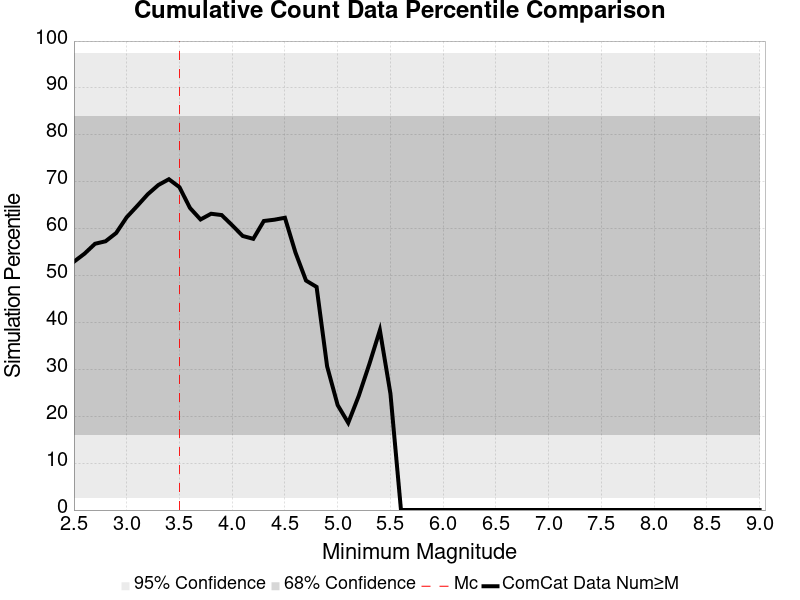 Cumulative Count Data Percentile Comparison
100
90
80
70
60
50
40
30
20
10
0
Simulation Percentile
2.5 3.0 3.5 4.0 4.5 5.0 5.5 6.0 6.5 7.0 7.5 8.0 8.5 9.0
Minimum Magnitude
95% Confidence 68% Confidence Mc ComCat Data Num≥M